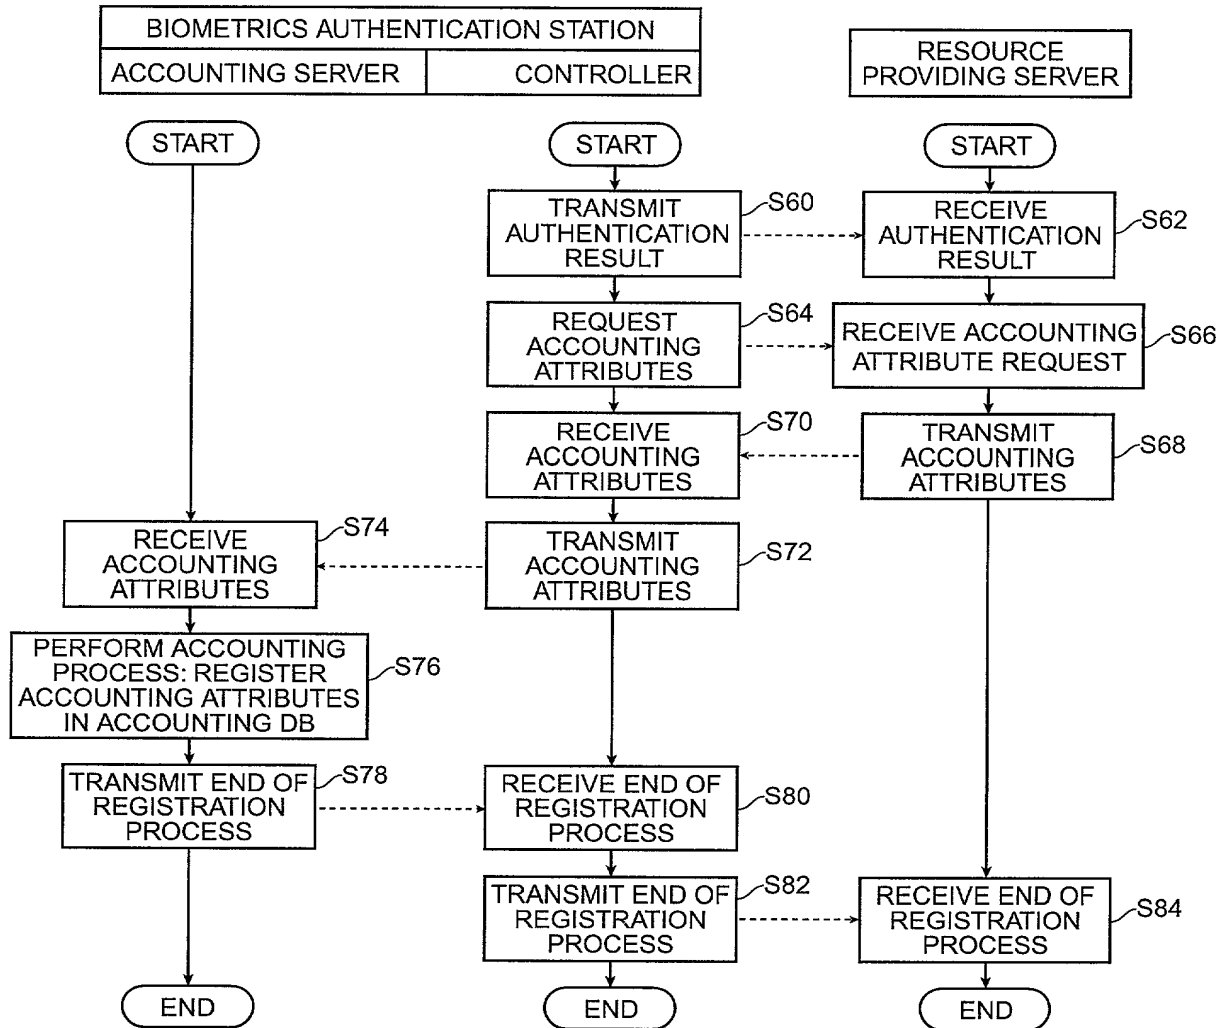 BIOMETRICS AUTHENTICATION STATION
ACCOUNTING SERVER
CONTROLLER
RESOURCE
PROVIDING SERVER
START
START
START
TRANSMIT
AUTHENTICATION
RESULT
S60
RECEIVE
AUTHENTICATION
RESULT
S62
REQUEST
ACCOUNTING
ATTRIBUTES
S64
RECEIVE ACCOUNTING
ATTRIBUTE REQUEST
S66
RECEIVE
ACCOUNTING
ATTRIBUTES
S70
TRANSMIT
ACCOUNTING
ATTRIBUTES
S68
RECEIVE
ACCOUNTING
ATTRIBUTES
S74
TRANSMIT
ACCOUNTING
ATTRIBUTES
S72
PERFORM ACCOUNTING
PROCESS: REGISTER
ACCOUNTING ATTRIBUTES
IN ACCOUNTING DB
S76
TRANSMIT END OF
REGISTRATION
PROCESS
S78
RECEIVE END OF
REGISTRATION
PROCESS
S80
TRANSMIT END OF
REGISTRATION
PROCESS
S82
RECEIVE END OF
REGISTRATION
PROCESS
S84
END
END
END